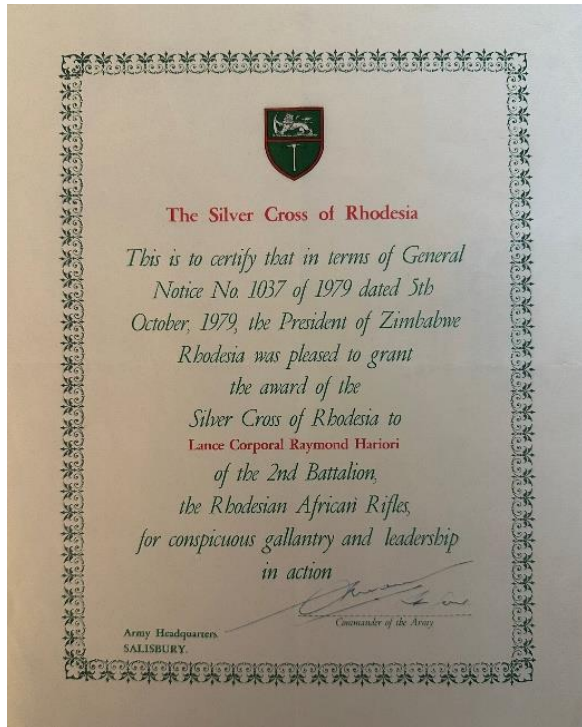 The Silver Cross of Rhodesia
This is to certify that in terms of General
Notice No. 1037 of 1979 dated 5th
October, 1979, the President of Zimbabwe
Rhodesia was pleased to grant
the award of the
Silver Cross of Rhodesia to
Lance Corporal Raymond Hariori
of the 2nd Battalion,
the Rhodesian African Rifles,
for conspicuous gallantry and leadership
in action
Commander of the Army
Army Headquarters
SALISBURY.